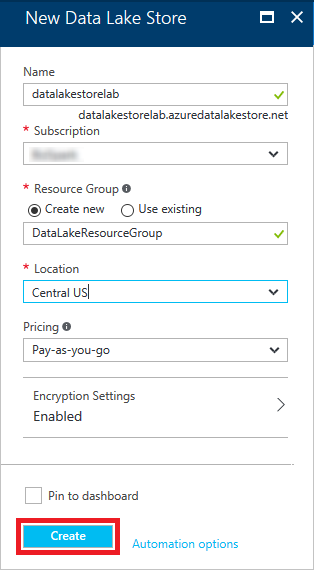 New Data Lake Store
Name
datalakestorelab
datalakestorelab.azuredatalakestore.net
* Subscription
* Resource Group
Create new Use existing
DataLakeResourceGroup
* Location
Central US
Pricing
Pay-as-you-go
Encryption Settings
Enabled
Pin to dashboard
Create Automation options